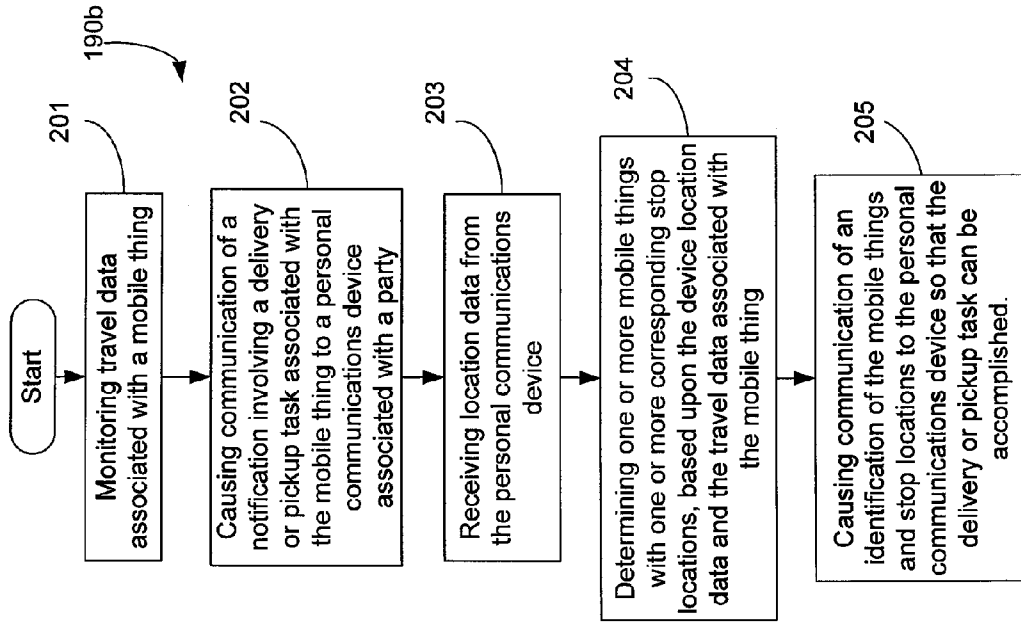 190b
Start
201
Monitoring travel data
associated with a mobile thing
202
Causing communication of a
notification involving a delivery
or pickup task associated with
the mobile thing to a personal
communications device
associated with a party
203
Receiving location data from
the personal communications
device
204
Determining one or more mobile things
with one or more corresponding stop
locations, based upon the device location
data and the travel data associated with
the mobile thing
205
Causing communication of an
identification of the mobile things
and stop locations to the personal
communications device so that the
delivery or pickup task can be
accomplished.